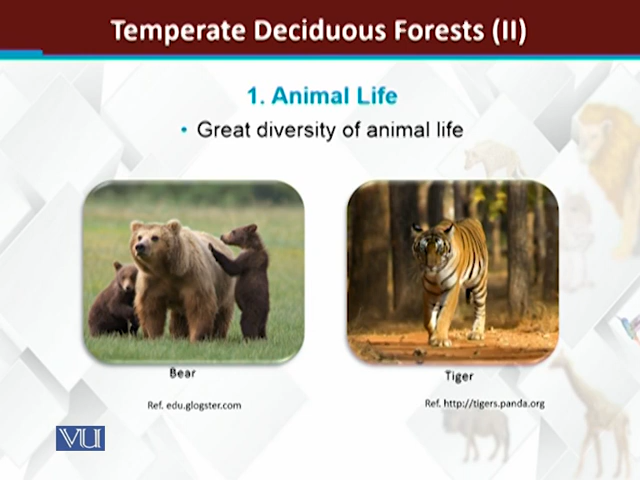 Temperate Deciduous Forests (II)
1. Animal Life
• Great diversity of animal life
Bear
Tiger
Ref. edu.glogster.com
Ref. http://tigers.panda.org
VU